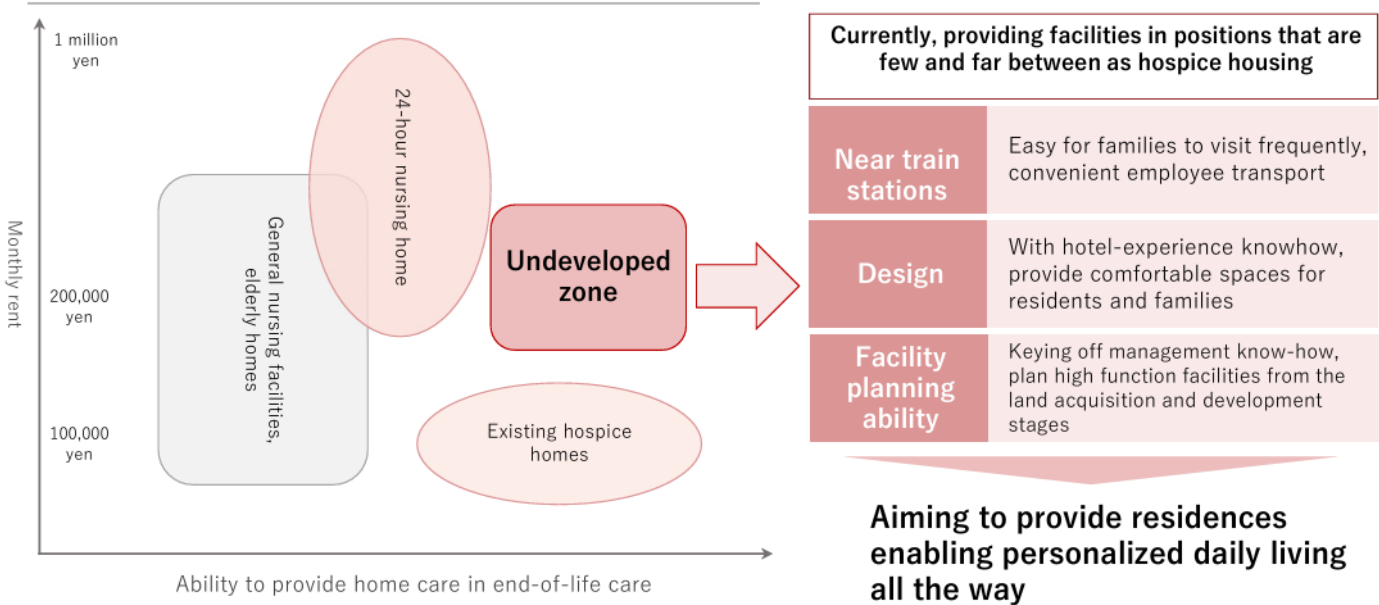 1 million
yen
200,000
yen
100,000
yen
Monthly rent
General nursing facilities,
elderly homes
24-hour nursing home
Undeveloped
zone
Existing hospice
homes
Ability to provide home care in end-of-life care
Currently, providing facilities in positions that are
few and far between as hospice housing
Near train
stations
Easy for families to visit frequently,
convenient employee transport
Design
With hotel-experience knowhow,
provide comfortable spaces for
residents and families
Facility
planning
ability
Keying off management know-how,
plan high function facilities from the
land acquisition and development
stages
Aiming to provide residences
enabling personalized daily living
all the way